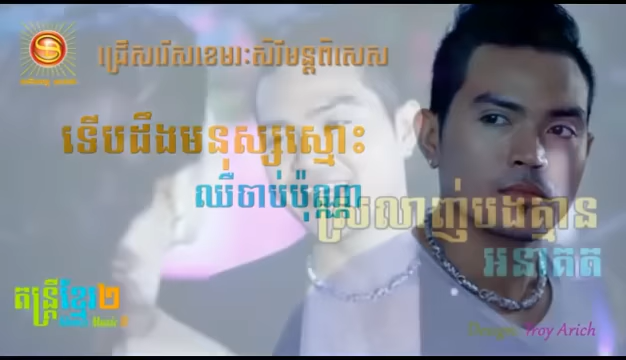 ជ្រើសរើសខេមរៈសិរីមន្តពិសេស
ទើបដឹងមនុស្សស្មោះ
ឈឺចាប់ប៉ុណ្ណា
ស្រលាញ់បងគ្មាន
អនាគត
តន្ត្រីខ្មែរ២
Music
Troy Arich